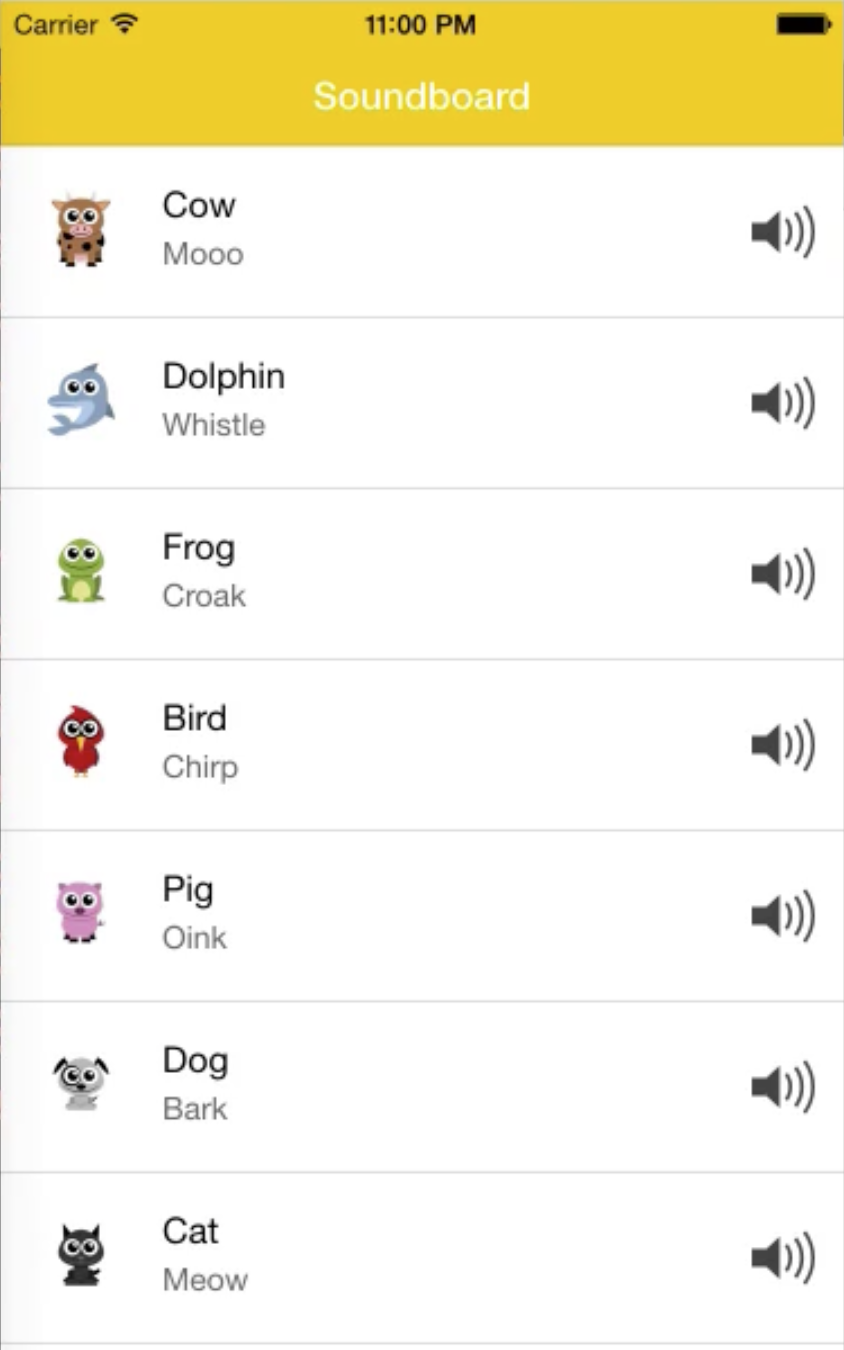 Carrier
11:00 PM
Soundboard
Cow
Mooo
Dolphin
Whistle
Frog
Croak
Bird
Chirp
Pig
Oink
Dog
Bark
Cat
Meow